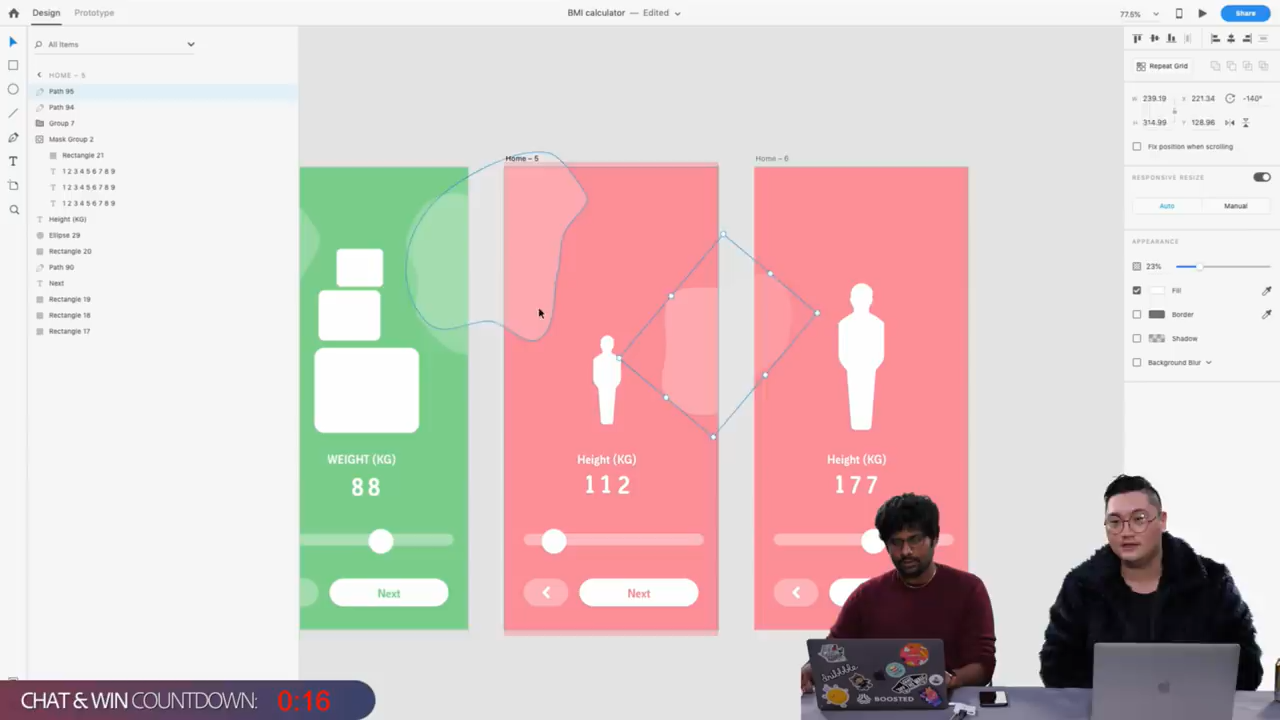 Design Prototype
BMI calculator — Edited
77.5%
Share
All Items
HOME – 5
Path 95
Path 94
Group 7
Mask Group 2
Rectangle 21
1 2 3 4 5 6 7 8 9
1 2 3 4 5 6 7 8 9
1 2 3 4 5 6 7 8 9
Height (KG)
Ellipse 29
Rectangle 20
Path 90
Next
Rectangle 19
Rectangle 18
Rectangle 17
Home – 5
Home – 6
WEIGHT (KG)
88
Next
Height (KG)
112
Next
Height (KG)
177
Repeat Grid
W 239.19 X 221.34 -140°
H 314.99 Y 128.96
Fix position when scrolling
RESPONSIVE RESIZE
Auto Manual
APPEARANCE
23%
Fill
Border
Shadow
Background Blur
BOOSTED
CHAT & WIN COUNTDOWN: 0:16